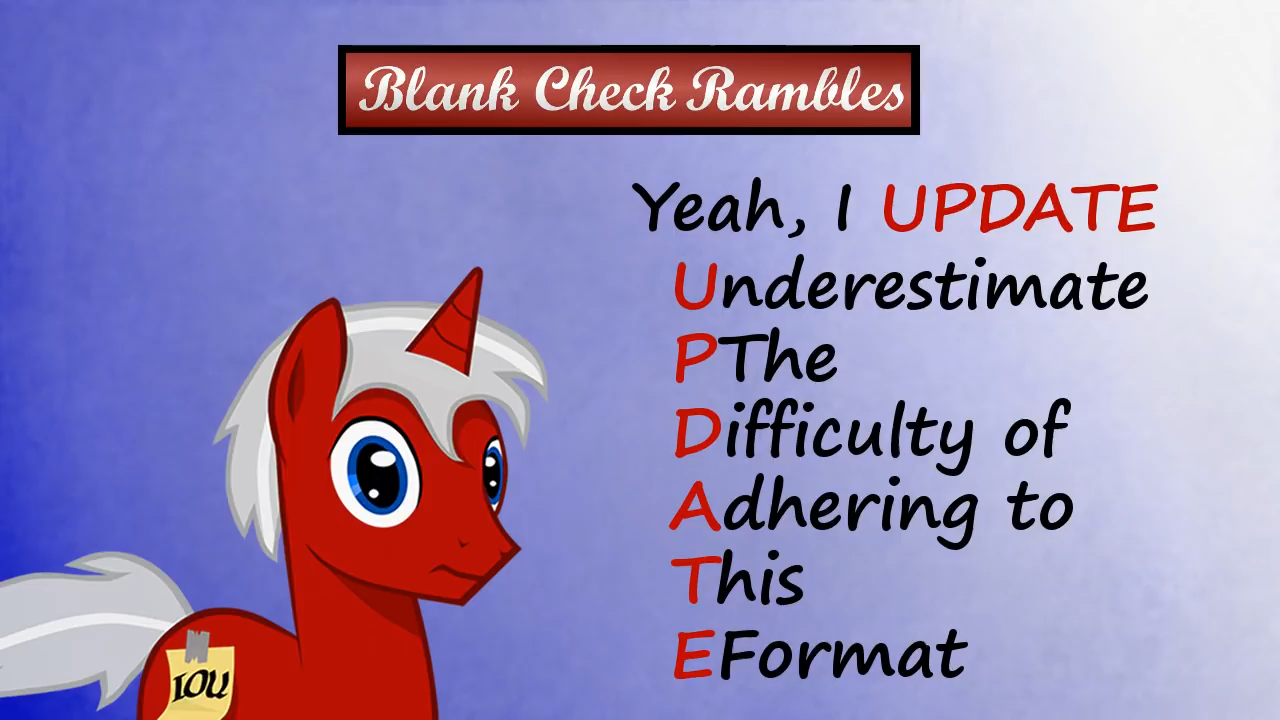 Blank Check Rambles
Yeah, I UPDATE
Underestimate
PThe
Difficulty of
Adhering to
This
EFormat
IOU